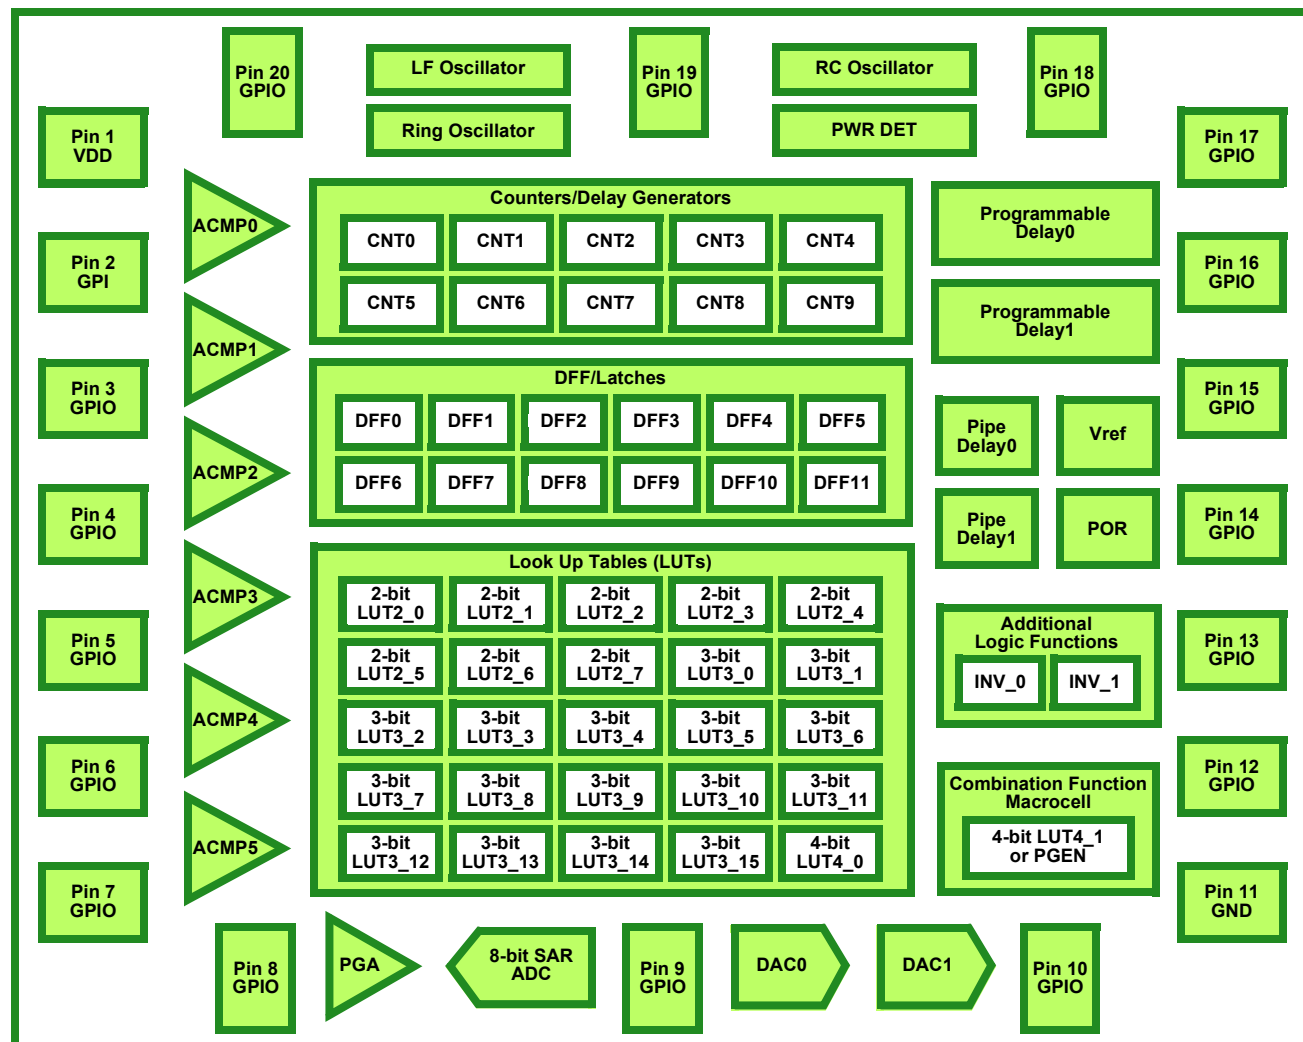 Pin 20
GPIO
LF Oscillator
Ring Oscillator
Pin 19
GPIO
RC Oscillator
PWR DET
Pin 18
GPIO
Pin 1
VDD
Pin 2
GPI
Pin 3
GPIO
Pin 4
GPIO
Pin 5
GPIO
Pin 6
GPIO
Pin 7
GPIO
ACMP0
ACMP1
ACMP2
ACMP3
ACMP4
ACMP5
Counters/Delay Generators
CNT0 CNT1 CNT2 CNT3 CNT4
CNT5 CNT6 CNT7 CNT8 CNT9
DFF/Latches
DFF0 DFF1 DFF2 DFF3 DFF4 DFF5
DFF6 DFF7 DFF8 DFF9 DFF10 DFF11
Look Up Tables (LUTs)
2-bit 2-bit 2-bit 2-bit 2-bit
LUT2_0 LUT2_1 LUT2_2 LUT2_3 LUT2_4
2-bit 2-bit 2-bit 3-bit 3-bit
LUT2_5 LUT2_6 LUT2_7 LUT3_0 LUT3_1
3-bit 3-bit 3-bit 3-bit 3-bit
LUT3_2 LUT3_3 LUT3_4 LUT3_5 LUT3_6
3-bit 3-bit 3-bit 3-bit 3-bit
LUT3_7 LUT3_8 LUT3_9 LUT3_10 LUT3_11
3-bit 3-bit 3-bit 3-bit 4-bit
LUT3_12 LUT3_13 LUT3_14 LUT3_15 LUT4_0
Programmable
Delay0
Programmable
Delay1
Pipe
Delay0
Vref
Pipe
Delay1
POR
Additional
Logic Functions
INV_0 INV_1
Combination Function
Macrocell
4-bit LUT4_1
or PGEN
Pin 17
GPIO
Pin 16
GPIO
Pin 15
GPIO
Pin 14
GPIO
Pin 13
GPIO
Pin 12
GPIO
Pin 11
GND
Pin 8
GPIO
PGA
8-bit SAR
ADC
Pin 9
GPIO
DAC0
DAC1
Pin 10
GPIO